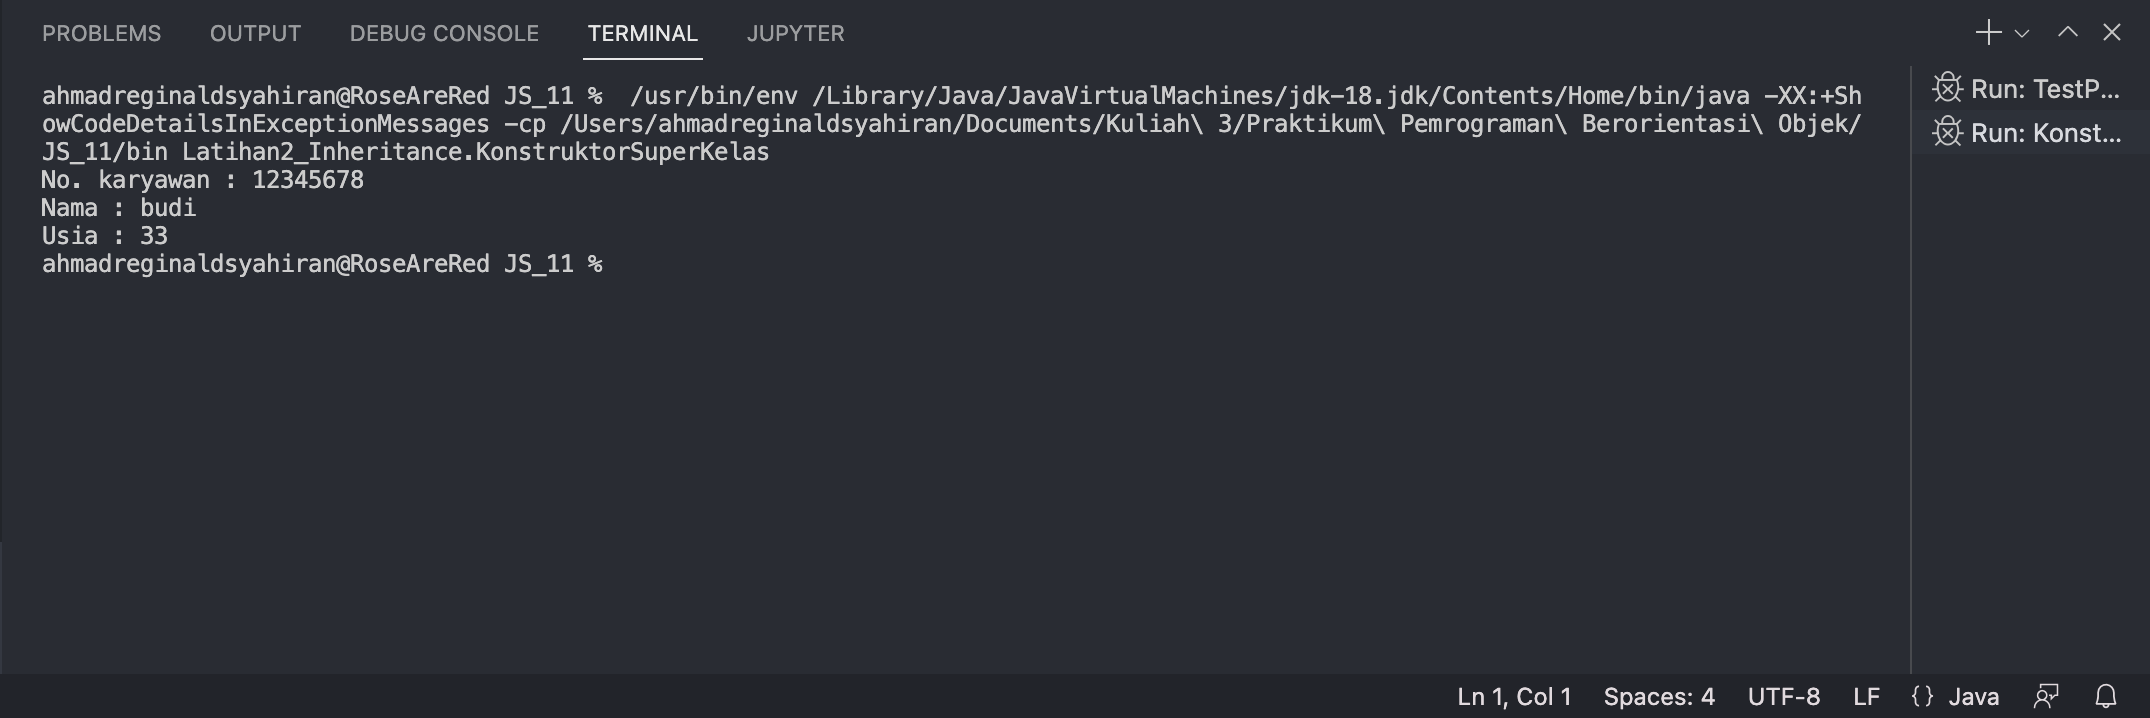 PROBLEMS OUTPUT DEBUG CONSOLE TERMINAL JUPYTER
ahmadreginaldsyahiran@RoseAreRed JS_11 %  /usr/bin/env /Library/Java/JavaVirtualMachines/jdk-18.jdk/Contents/Home/bin/java -XX:+Sh
owCodeDetailsInExceptionMessages -cp /Users/ahmadreginaldsyahiran/Documents/Kuliah\ 3/Praktikum\ Pemrograman\ Berorientasi\ Objek/
JS_11/bin Latihan2_Inheritance.KonstruktorSuperKelas
No. karyawan : 12345678
Nama : budi
Usia : 33
ahmadreginaldsyahiran@RoseAreRed JS_11 %
Run: TestP...
Run: Konst...
Ln 1, Col 1 Spaces: 4 UTF-8 LF {} Java